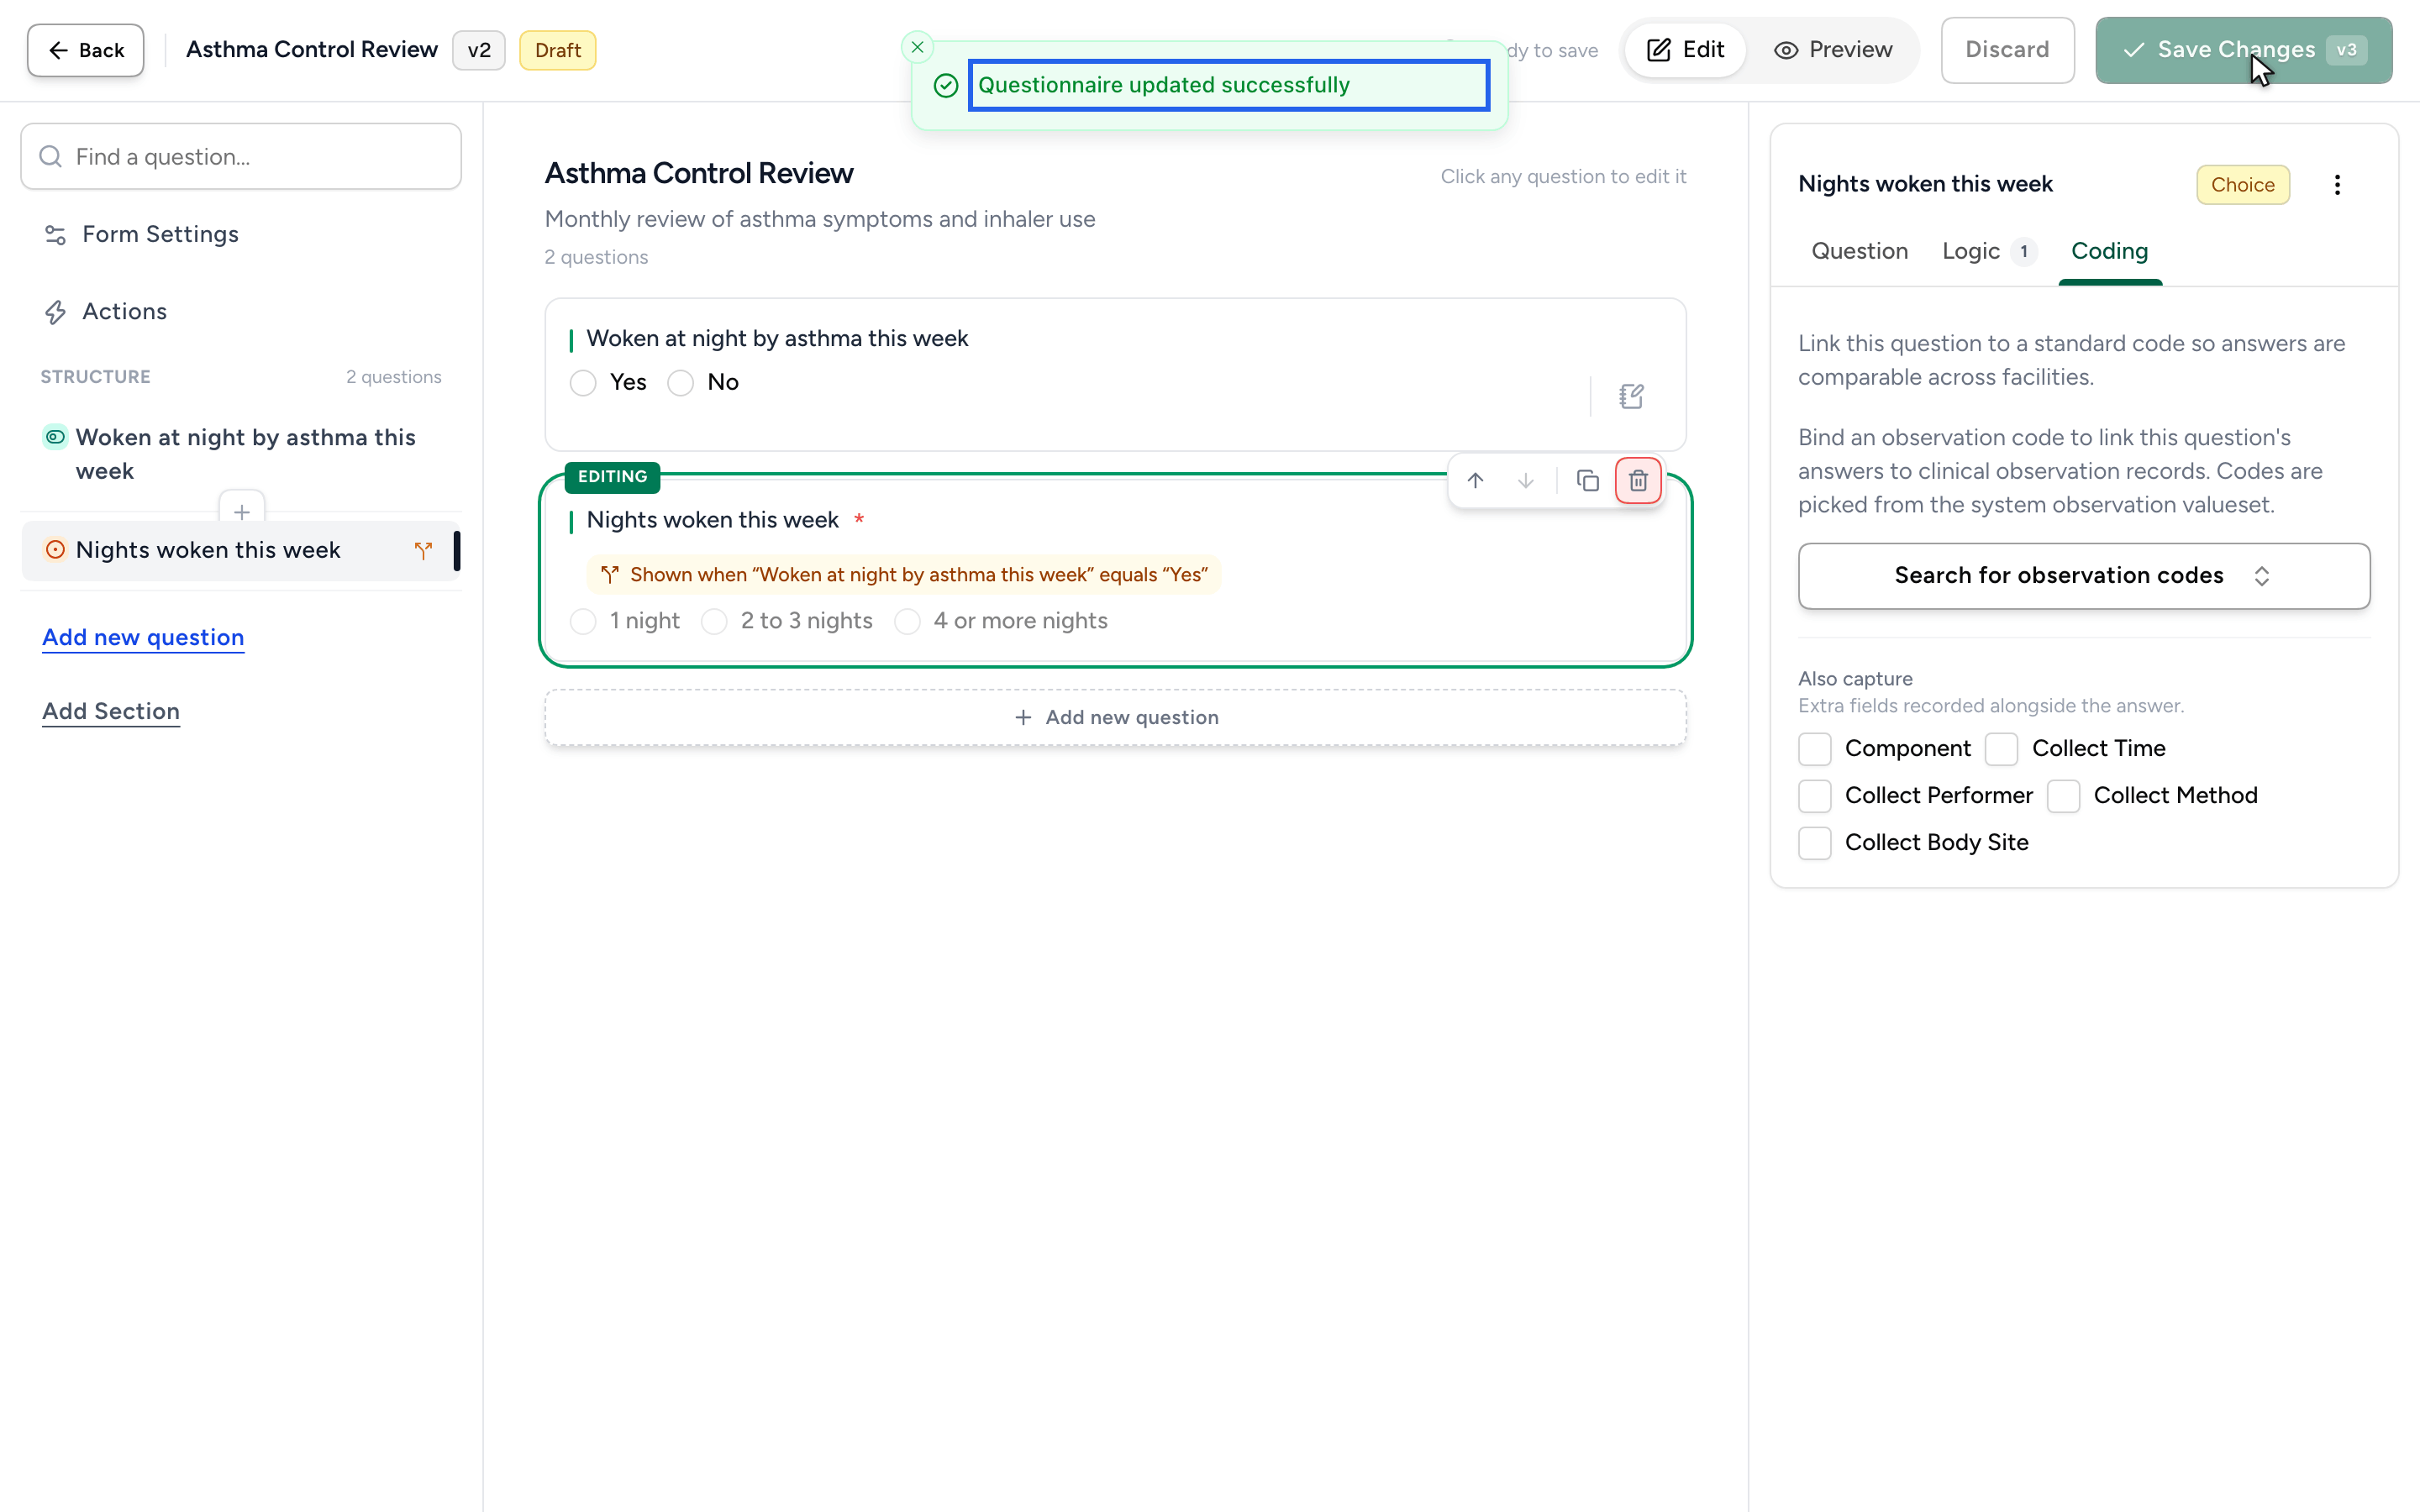 Back
Asthma Control Review
v2
Draft
Questionnaire updated successfully
dy to save
Edit
Preview
Discard
Save Changes
v3
Find a question...
Form Settings
Actions
STRUCTURE
2 questions
Woken at night by asthma this
week
Nights woken this week
Add new question
Add Section
Asthma Control Review
Click any question to edit it
Monthly review of asthma symptoms and inhaler use
2 questions
Woken at night by asthma this week
Yes
No
EDITING
Nights woken this week *
Shown when “Woken at night by asthma this week” equals “Yes”
1 night
2 to 3 nights
4 or more nights
Add new question
Nights woken this week
Choice
Question
Logic 1
Coding
Link this question to a standard code so answers are
comparable across facilities.
Bind an observation code to link this question's
answers to clinical observation records. Codes are
picked from the system observation valueset.
Search for observation codes
Also capture
Extra fields recorded alongside the answer.
Component
Collect Time
Collect Performer
Collect Method
Collect Body Site